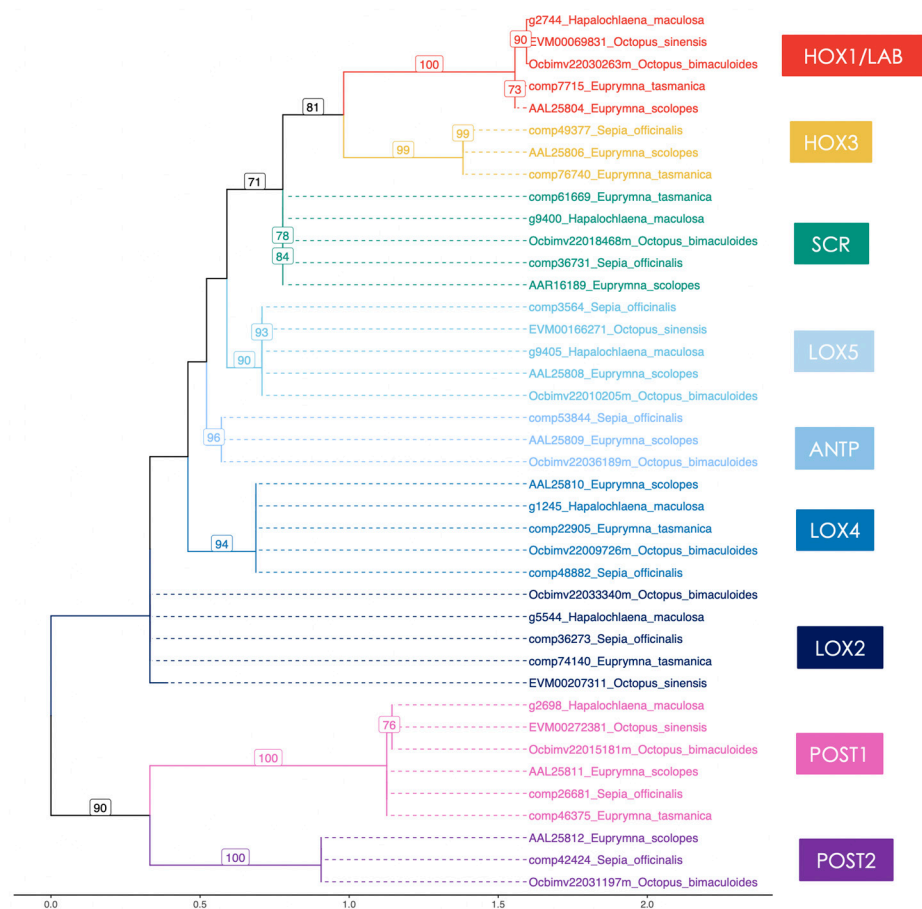 g2744_Hapalochlaena_maculosa
90
EVM00069831_Octopus_sinensis
HOX1/LAB
100
Ocbimv22030263m_Octopus_bimaculoides
73
comp7715_Euprymna_tasmanica
AAL25804_Euprymna_scolopes
81
comp49377_Sepia_officinalis
99
99
AAL25806_Euprymna_scolopes
HOX3
comp76740_Euprymna_tasmanica
71
comp61669_Euprymna_tasmanica
g9400_Hapalochlaena_maculosa
78
Ocbimv22018468m_Octopus_bimaculoides
SCR
84
comp36731_Sepia_officinalis
AAR16189_Euprymna_scolopes
comp3564_Sepia_officinalis
93
EVM00166271_Octopus_sinensis
90
g9405_Hapalochlaena_maculosa
LOX5
AAL25808_Euprymna_scolopes
Ocbimv22010205m_Octopus_bimaculoides
comp53844_Sepia_officinalis
96
AAL25809_Euprymna_scolopes
ANTP
Ocbimv22036189m_Octopus_bimaculoides
AAL25810_Euprymna_scolopes
g1245_Hapalochlaena_maculosa
comp22905_Euprymna_tasmanica
LOX4
94
Ocbimv22009726m_Octopus_bimaculoides
comp48882_Sepia_officinalis
Ocbimv22033340m_Octopus_bimaculoides
g5544_Hapalochlaena_maculosa
comp36273_Sepia_officinalis
LOX2
comp74140_Euprymna_tasmanica
EVM00207311_Octopus_sinensis
g2698_Hapalochlaena_maculosa
76
EVM00272381_Octopus_sinensis
100
Ocbimv22015181m_Octopus_bimaculoides
POST1
AAL25811_Euprymna_scolopes
comp26681_Sepia_officinalis
90
comp46375_Euprymna_tasmanica
AAL25812_Euprymna_scolopes
100
comp42424_Sepia_officinalis
POST2
Ocbimv22031197m_Octopus_bimaculoides
0.0 0.5 1.0 1.5 2.0